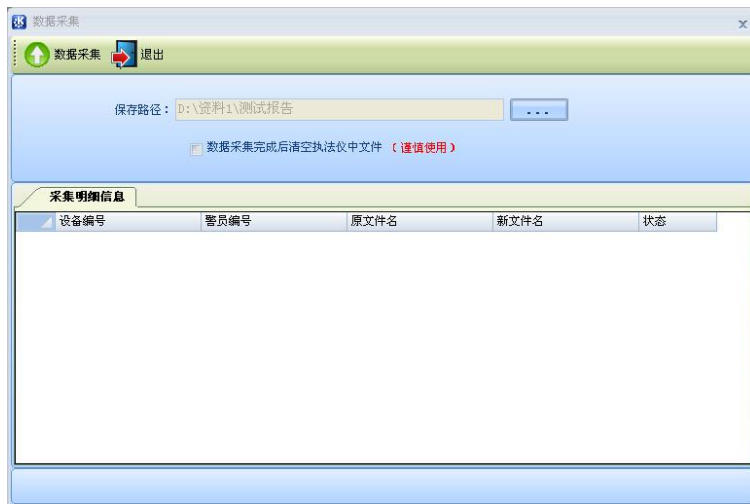 数据采集
数据采集 退出
保存路径： D:\资料1\测试报告 ...
数据采集完成后清空执法仪中文件 （谨慎使用）
采集明细信息
设备编号 警员编号 原文件名 新文件名 状态